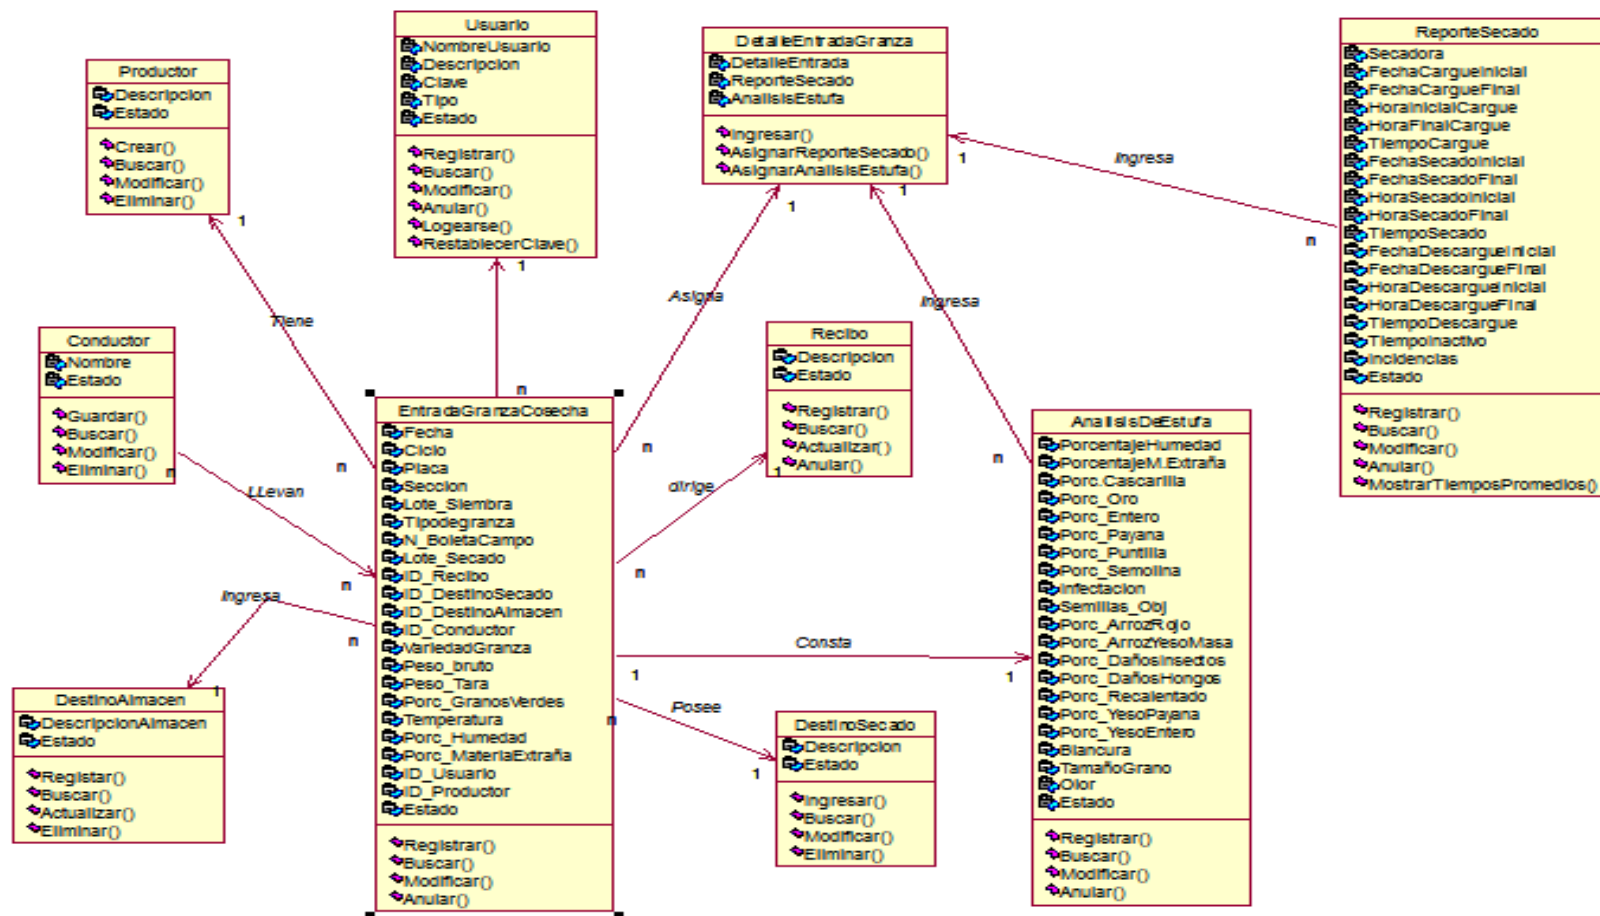 Usuario
NombreUsuario
Descripcion
Clave
Tipo
Estado
Registrar()
Buscar()
Modificar()
Anular()
Logearse()
RestablecerClave()
1
DetalleEntradaGranza
DetalleEntrada
ReporteSecado
AnalisisEstufa
Ingresar()
AsignarReporteSecado()
AsignarAnalisisEstufa()
1
1
1
ReporteSecado
Secadora
FechaCargueInicial
FechaCargueFinal
HoraInicialCargue
HoraFinalCargue
TiempoCargue
FechaSecadoInicial
FechaSecadoFinal
HoraSecadoInicial
HoraSecadoFinal
TiempoSecado
FechaDescargueInicial
FechaDescargueFinal
HoraDescargueInicial
HoraDescargueFinal
TiempoDescargue
TiempoInactivo
Incidencias
Estado
Registrar()
Buscar()
Modificar()
Anular()
MostrarTiemposPromedios()
Ingresa
n
Productor
Descripcion
Estado
Crear()
Buscar()
Modificar()
Eliminar()
1
Tiene
n
Asigna
n
Ingresa
n
Conductor
Nombre
Estado
Guardar()
Buscar()
Modificar()
Eliminar()
n
LLevan
n
Recibo
Descripcion
Estado
Registrar()
Buscar()
Actualizar()
Anular()
1
dirige
n
n
EntradaGranzaCosecha
Fecha
Ciclo
Placa
Seccion
Lote_Siembra
Tipodegranza
N_BoletaCampo
Lote_Secado
ID_Recibo
ID_DestinoSecado
ID_DestinoAlmacen
ID_Conductor
VariedadGranza
Peso_bruto
Peso_Tara
Porc_GranosVerdes
Temperatura
Porc_Humedad
Porc_MateriaExtraña
ID_Usuario
ID_Productor
Estado
Registrar()
Buscar()
Modificar()
Anular()
AnalisisDeEstufa
PorcentajeHumedad
PorcentajeM.Extraña
Porc.Cascarilla
Porc_Oro
Porc_Entero
Porc_Payana
Porc_Puntilla
Porc_Semolina
Infectacion
Semillas_Obj
Porc_ArrozRojo
Porc_ArrozYesoMasa
Porc_DañosInsectos
Porc_DañosHongos
Porc_Recalentado
Porc_YesoPayana
Porc_YesoEntero
Blancura
TamañoGrano
Olor
Estado
Registrar()
Buscar()
Modificar()
Anular()
Ingresa
n
1
DestinoAlmacen
DescripcionAlmacen
Estado
Registar()
Buscar()
Actualizar()
Eliminar()
Consta
1
1
Posee
n
1
DestinoSecado
Descripcion
Estado
Ingresar()
Buscar()
Modificar()
Eliminar()